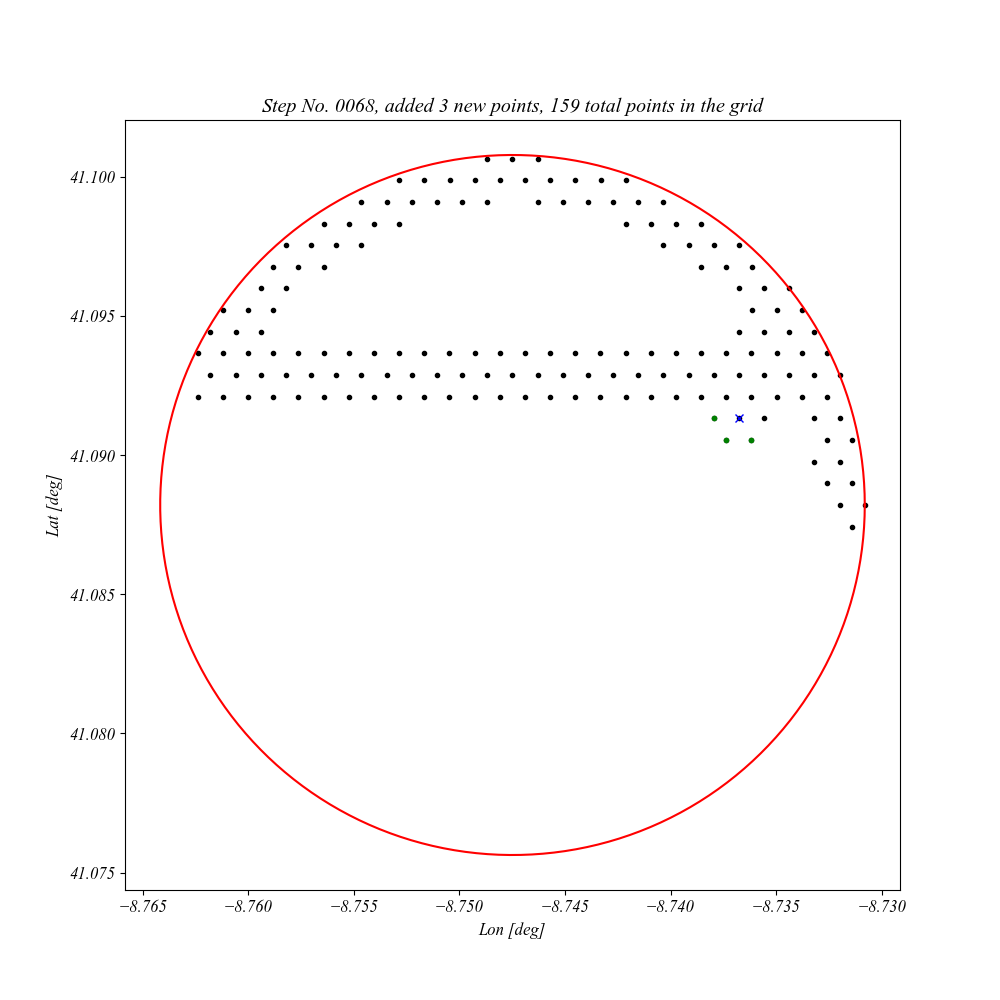 Step No. 0068, added 3 new points, 159 total points in the grid
41.100
41.095
41.090
41.085
41.080
41.075
Lat [deg]
−8.765 −8.760 −8.755 −8.750 −8.745 −8.740 −8.735 −8.730
Lon [deg]